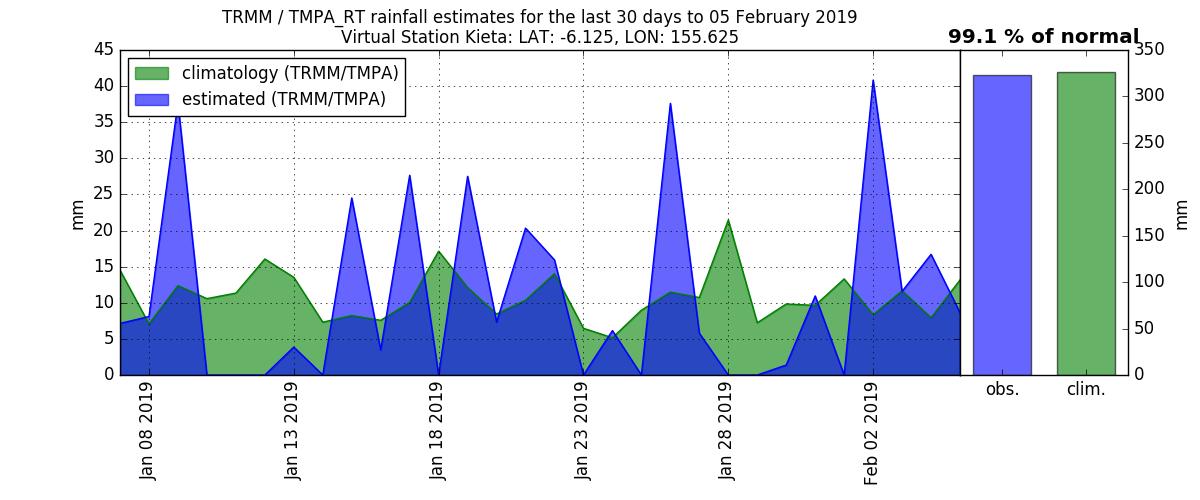 TRMM / TMPA_RT rainfall estimates for the last 30 days to 05 February 2019
Virtual Station Kieta: LAT: -6.125, LON: 155.625
99.1 % of normal
climatology (TRMM/TMPA)
estimated (TRMM/TMPA)
45
40
35
30
25
20
15
10
5
0
mm
Jan 08 2019
Jan 13 2019
Jan 18 2019
Jan 23 2019
Jan 28 2019
Feb 02 2019
obs.
clim.
350
300
250
200
150
100
50
0
mm